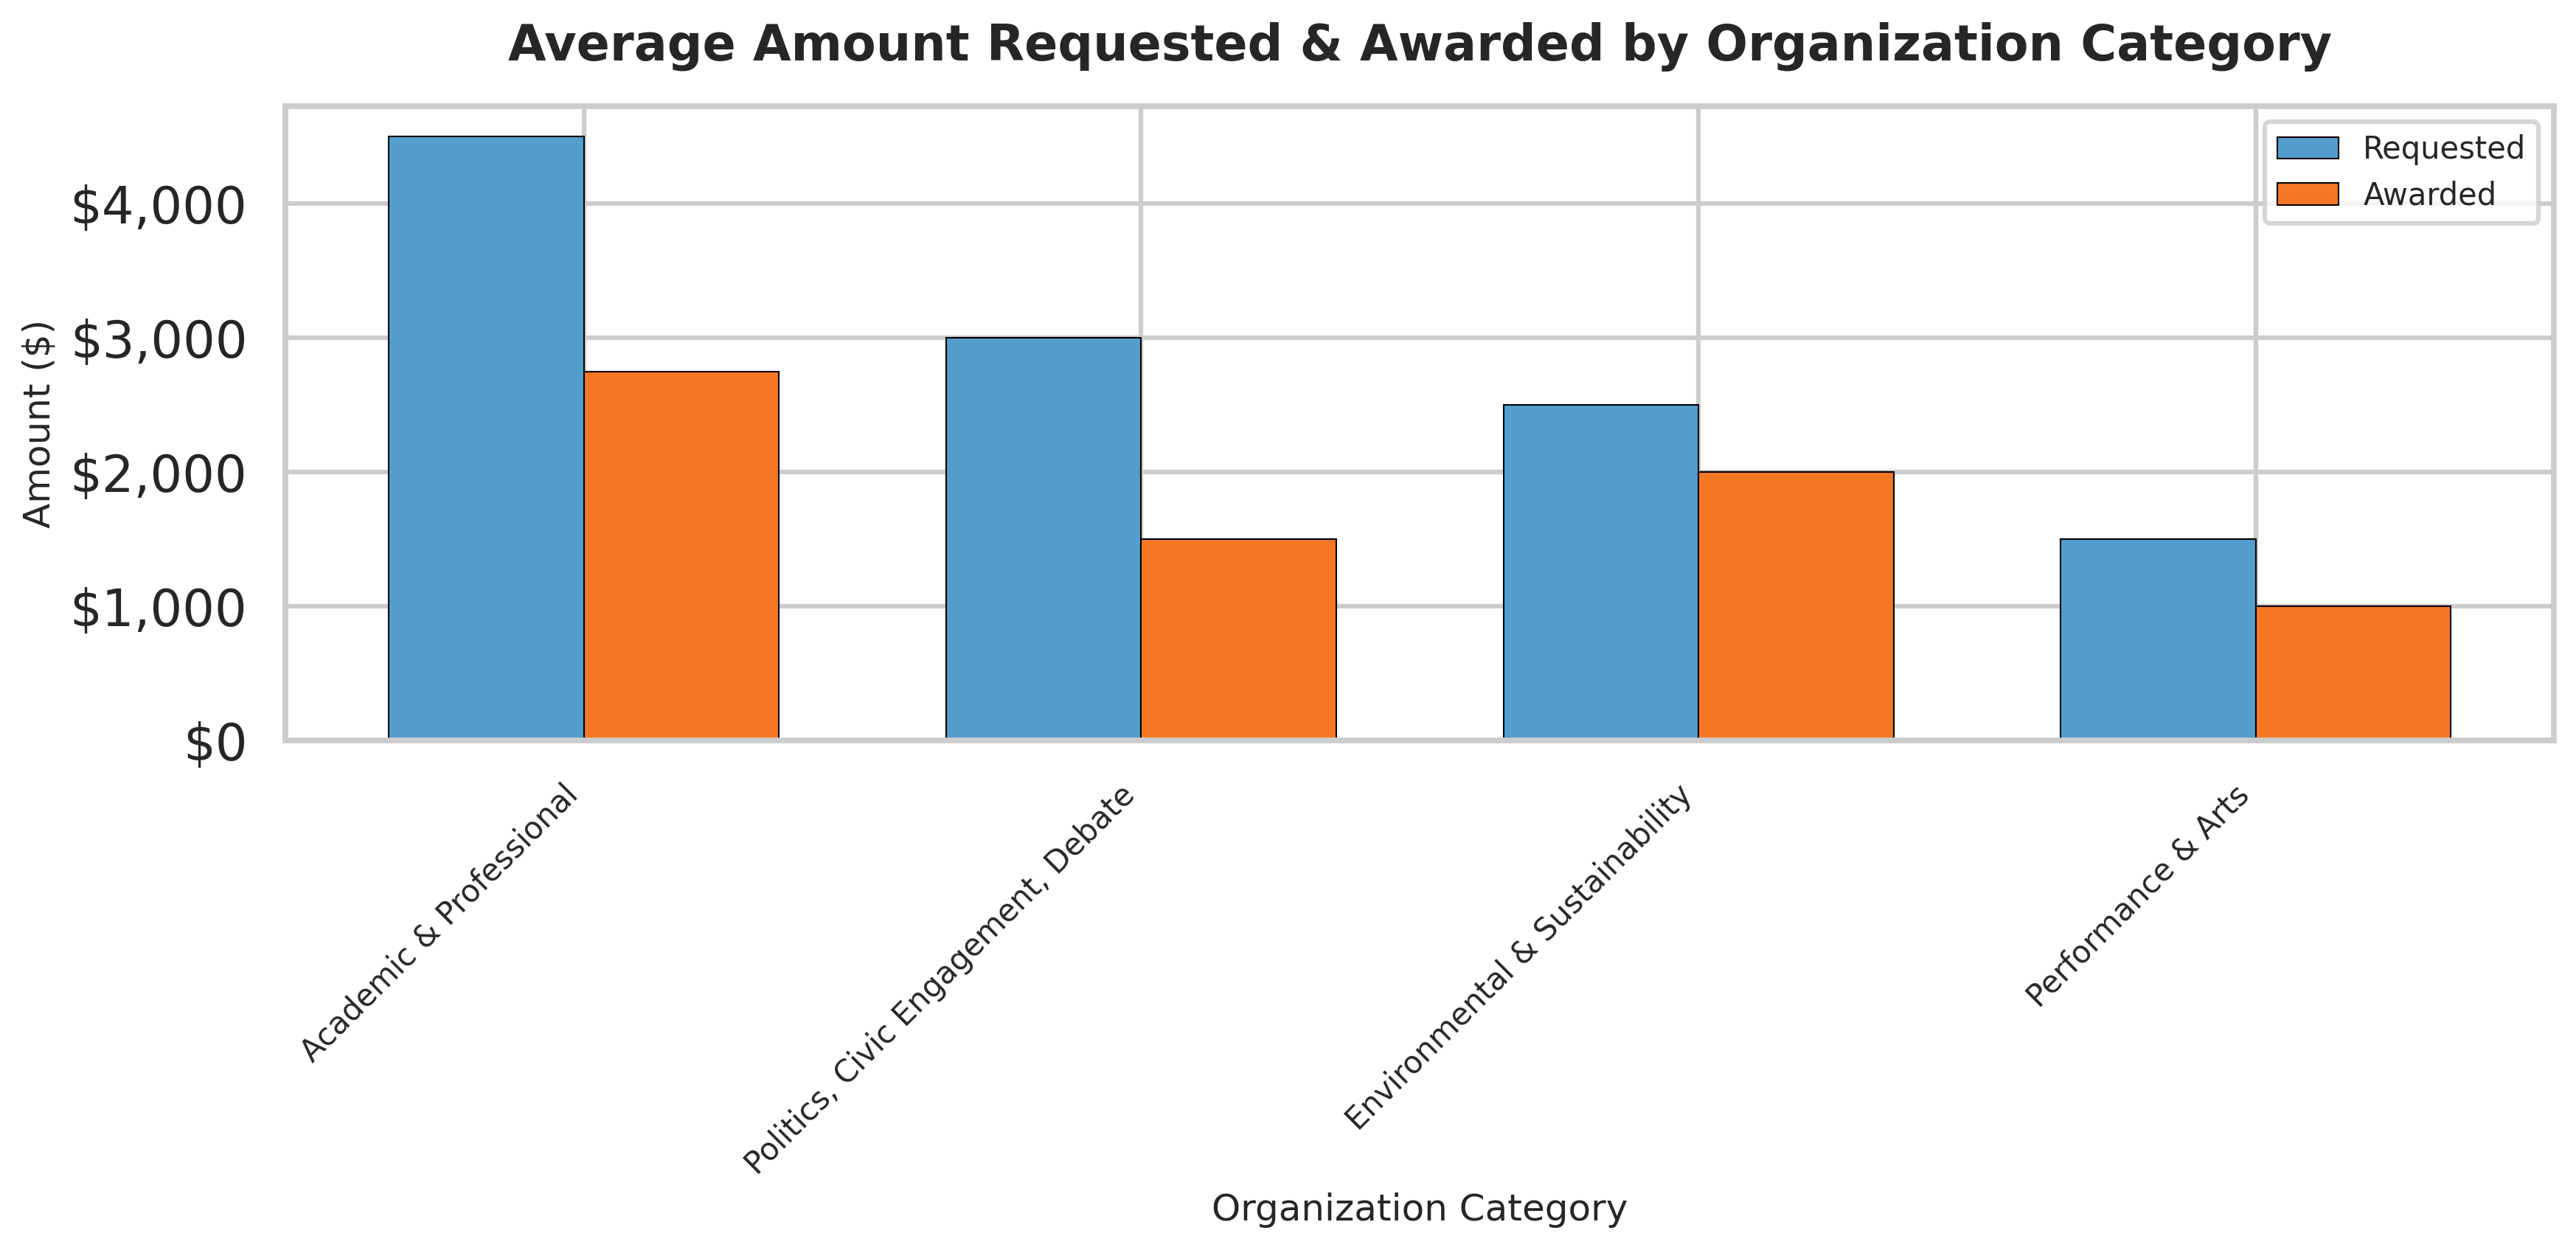 Average Amount Requested & Awarded by Organization Category
Requested
Awarded
Amount ($)
$4,000
$3,000
$2,000
$1,000
$0
Academic & Professional
Politics, Civic Engagement, Debate
Environmental & Sustainability
Performance & Arts
Organization Category